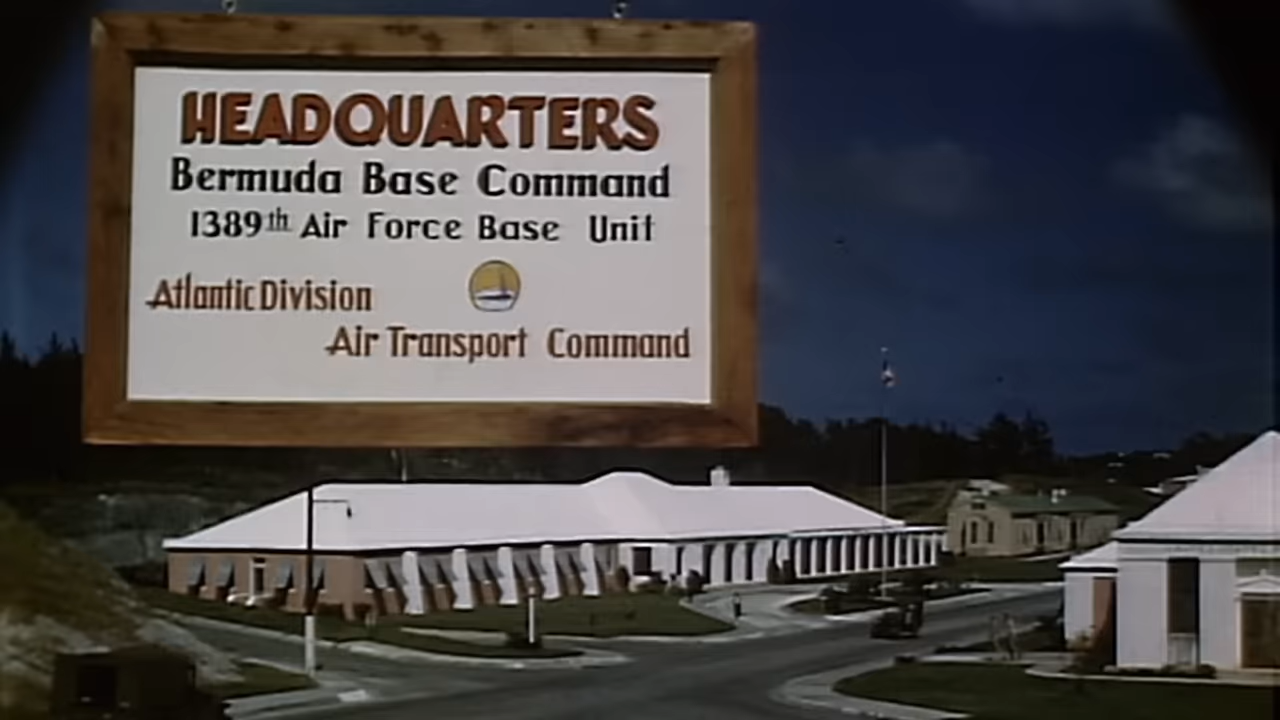 HEADQUARTERS
Bermuda Base Command
1389th Air Force Base Unit
Atlantic Division
Air Transport Command